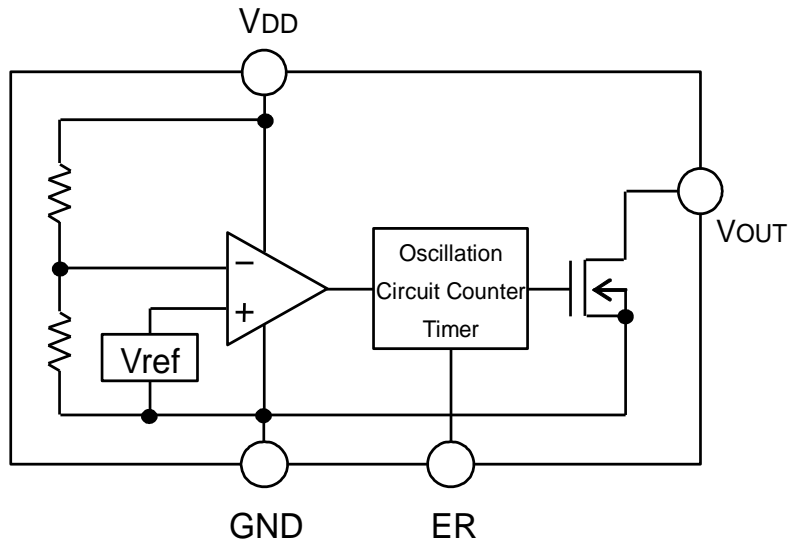 VDD
VOUT
Oscillation
Circuit Counter
Timer
−
+
Vref
GND
ER